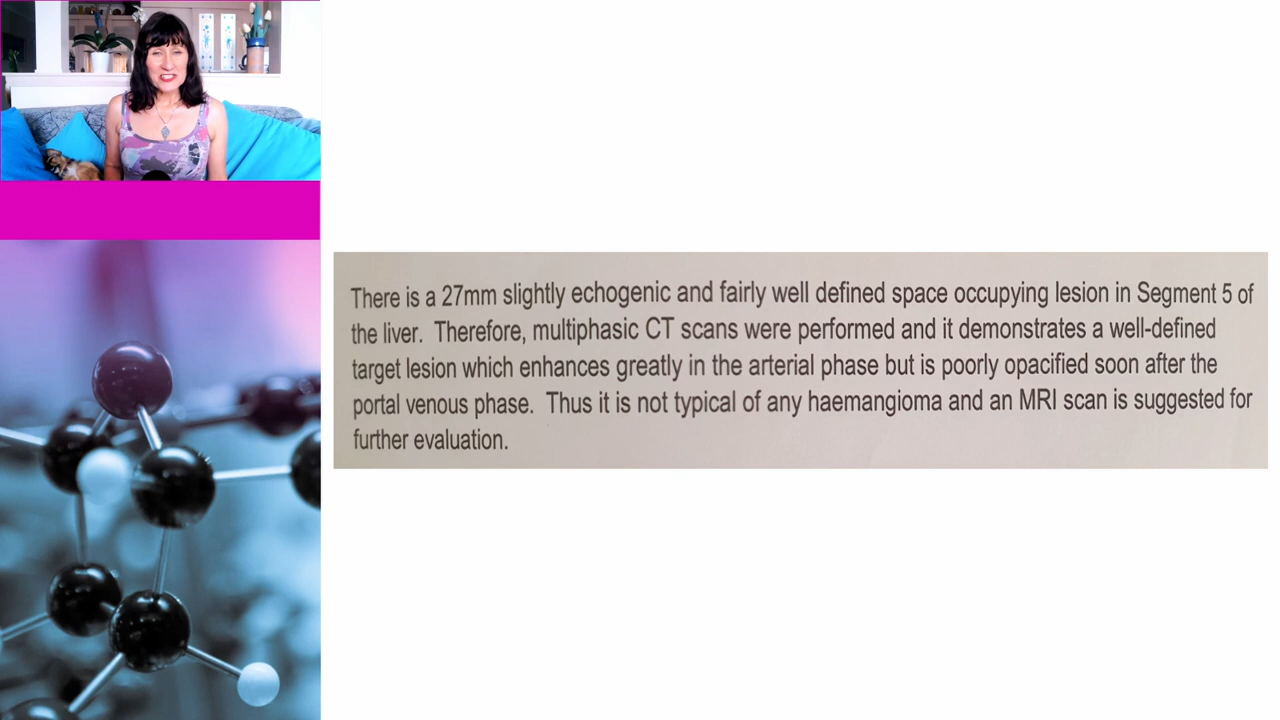 There is a 27mm slightly echogenic and fairly well defined space occupying lesion in Segment 5 of
the liver. Therefore, multiphasic CT scans were performed and it demonstrates a well-defined
target lesion which enhances greatly in the arterial phase but is poorly opacified soon after the
portal venous phase. Thus it is not typical of any haemangioma and an MRI scan is suggested for
further evaluation.